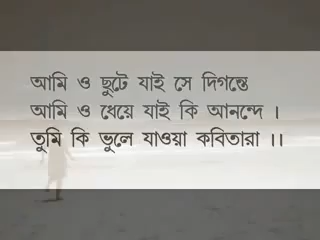 আমি ও ছুটে যাই সে দিগন্তে
আমি ও ধেয়ে যাই কি আনন্দে ।
তুমি কি ভুলে যাওয়া কবিতারা ।।